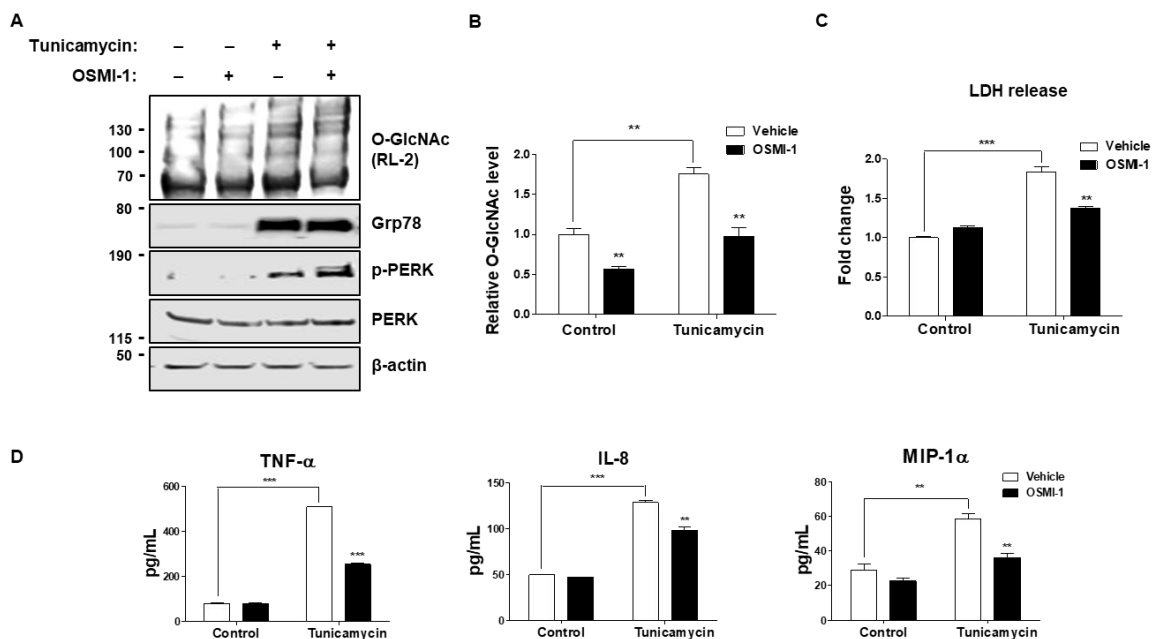 A
Tunicamycin: – – + +
OSMI-1: – + – +
130 -
100 -
70 -
O-GlcNAc
(RL-2)
80 -
Grp78
190 -
p-PERK
PERK
115 -
50 -
β-actin
B
Relative O-GlcNAc level
2.0
1.5
1.0
0.5
0.0
**
**
**
Vehicle
OSMI-1
Control
Tunicamycin
C
LDH release
Fold change
2.0
1.5
1.0
0.5
0.0
***
**
Vehicle
OSMI-1
Control
Tunicamycin
D
TNF-α
pg/mL
600
400
200
0
***
***
Control
Tunicamycin
IL-8
pg/mL
150
100
50
0
***
**
Control
Tunicamycin
MIP-1α
pg/mL
80
60
40
20
0
**
**
Vehicle
OSMI-1
Control
Tunicamycin